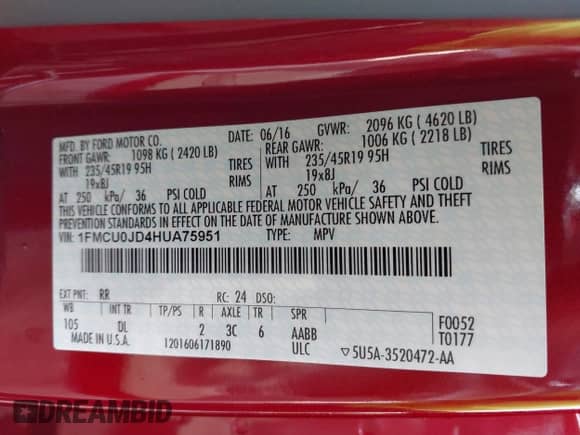 MFD. BY FORD MOTOR CO. DATE: 06/16 GVWR: 2096 KG ( 4620 LB)
FRONT GAWR: 1098 KG ( 2420 LB) REAR GAWR: 1006 KG ( 2218 LB)
WITH 235/45R19 95H TIRES WITH 235/45R19 95H TIRES
19x8J RIMS 19x8J RIMS
AT 250 kPa/ 36 PSI COLD AT 250 kPa/ 36 PSI COLD
THIS VEHICLE CONFORMS TO ALL APPLICABLE FEDERAL MOTOR VEHICLE SAFETY AND THEFT
PREVENTION STANDARDS IN EFFECT ON THE DATE OF MANUFACTURE SHOWN ABOVE.
VIN: 1FMCU0JD4HUA75951 TYPE: MPV
EXT PNT: RR RC: 24 DSO:
WB INT TR TP/PS R AXLE TR SPR F0052
105 DL 2 3C 6 AABB T0177
MADE IN U.S.A. 1201606171890 ULC ▽5U5A-3520472-AA
DREAMBID